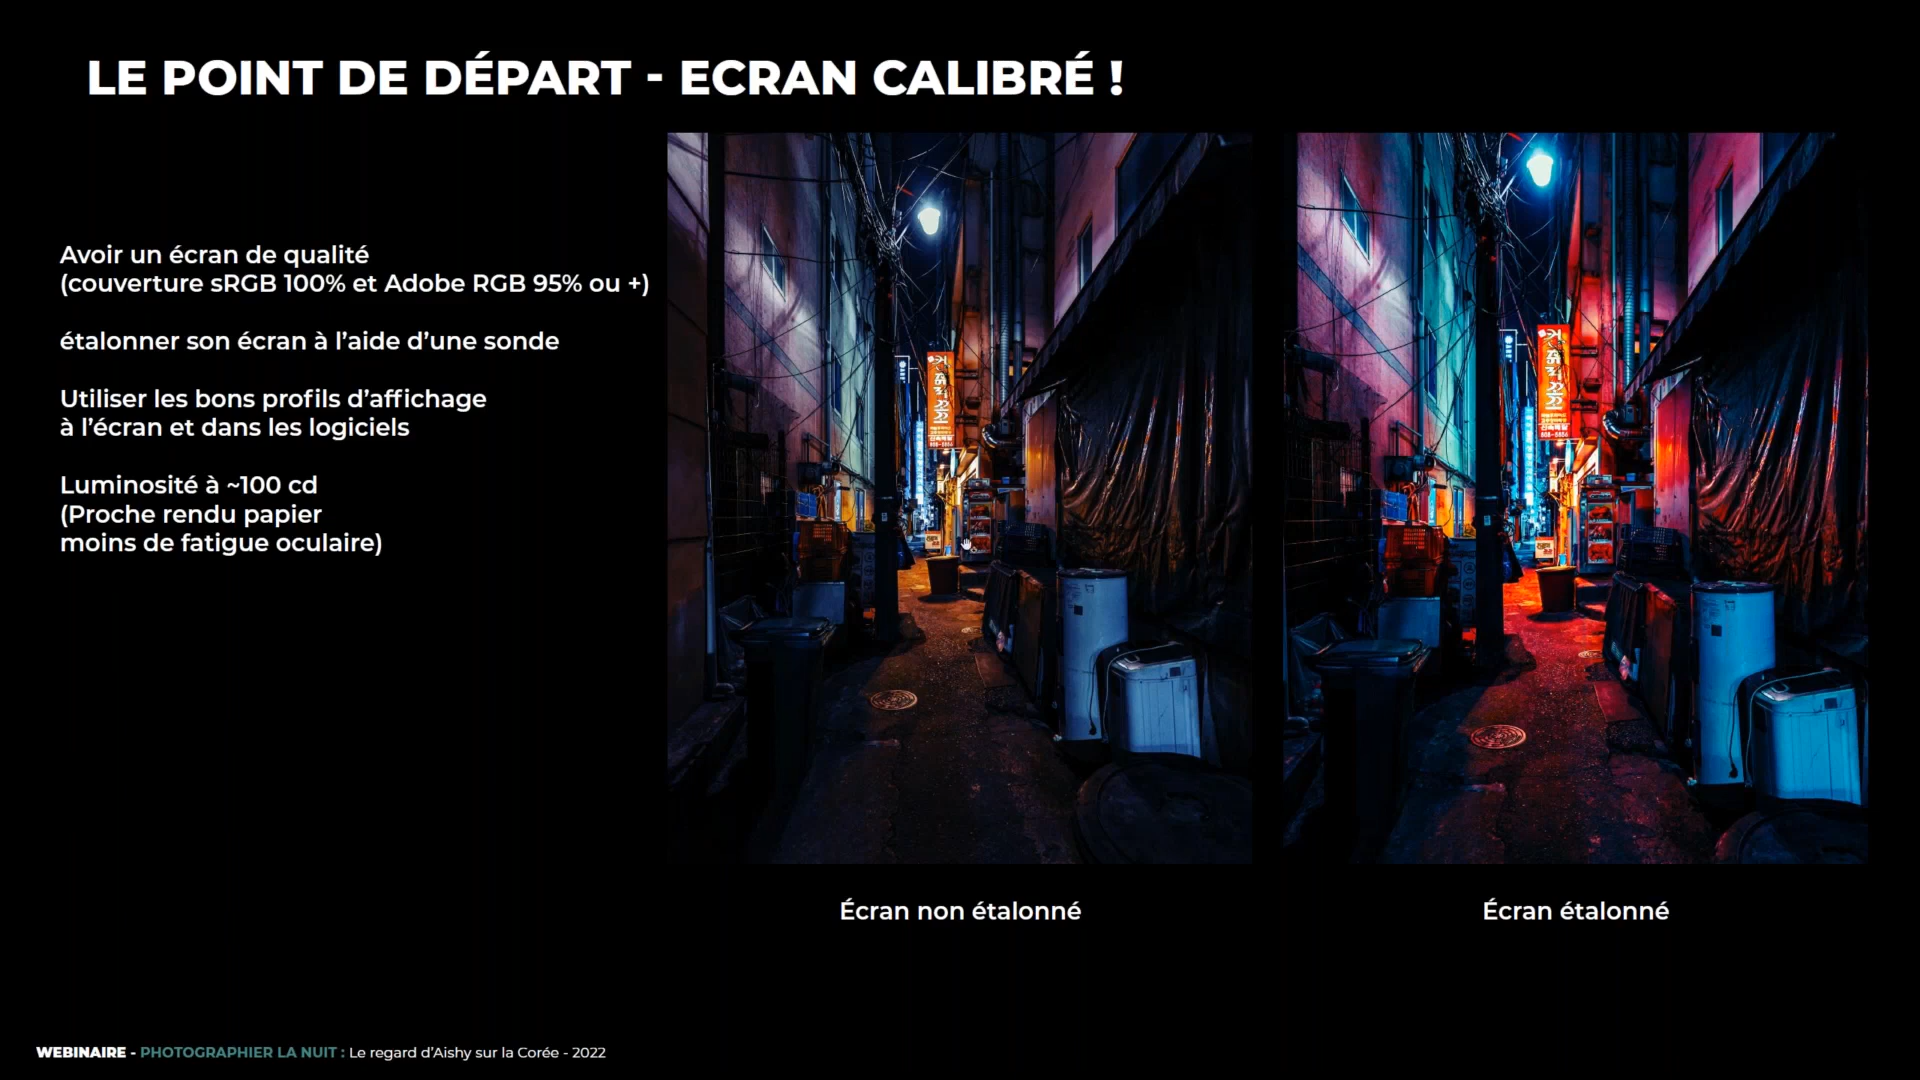 LE POINT DE DÉPART - ECRAN CALIBRÉ !
Avoir un écran de qualité
(couverture sRGB 100% et Adobe RGB 95% ou +)
étalonner son écran à l’aide d’une sonde
Utiliser les bons profils d’affichage
à l’écran et dans les logiciels
Luminosité à ~100 cd
(Proche rendu papier
moins de fatigue oculaire)
Écran non étalonné
Écran étalonné
WEBINAIRE - PHOTOGRAPHIER LA NUIT : Le regard d’Aishy sur la Corée - 2022